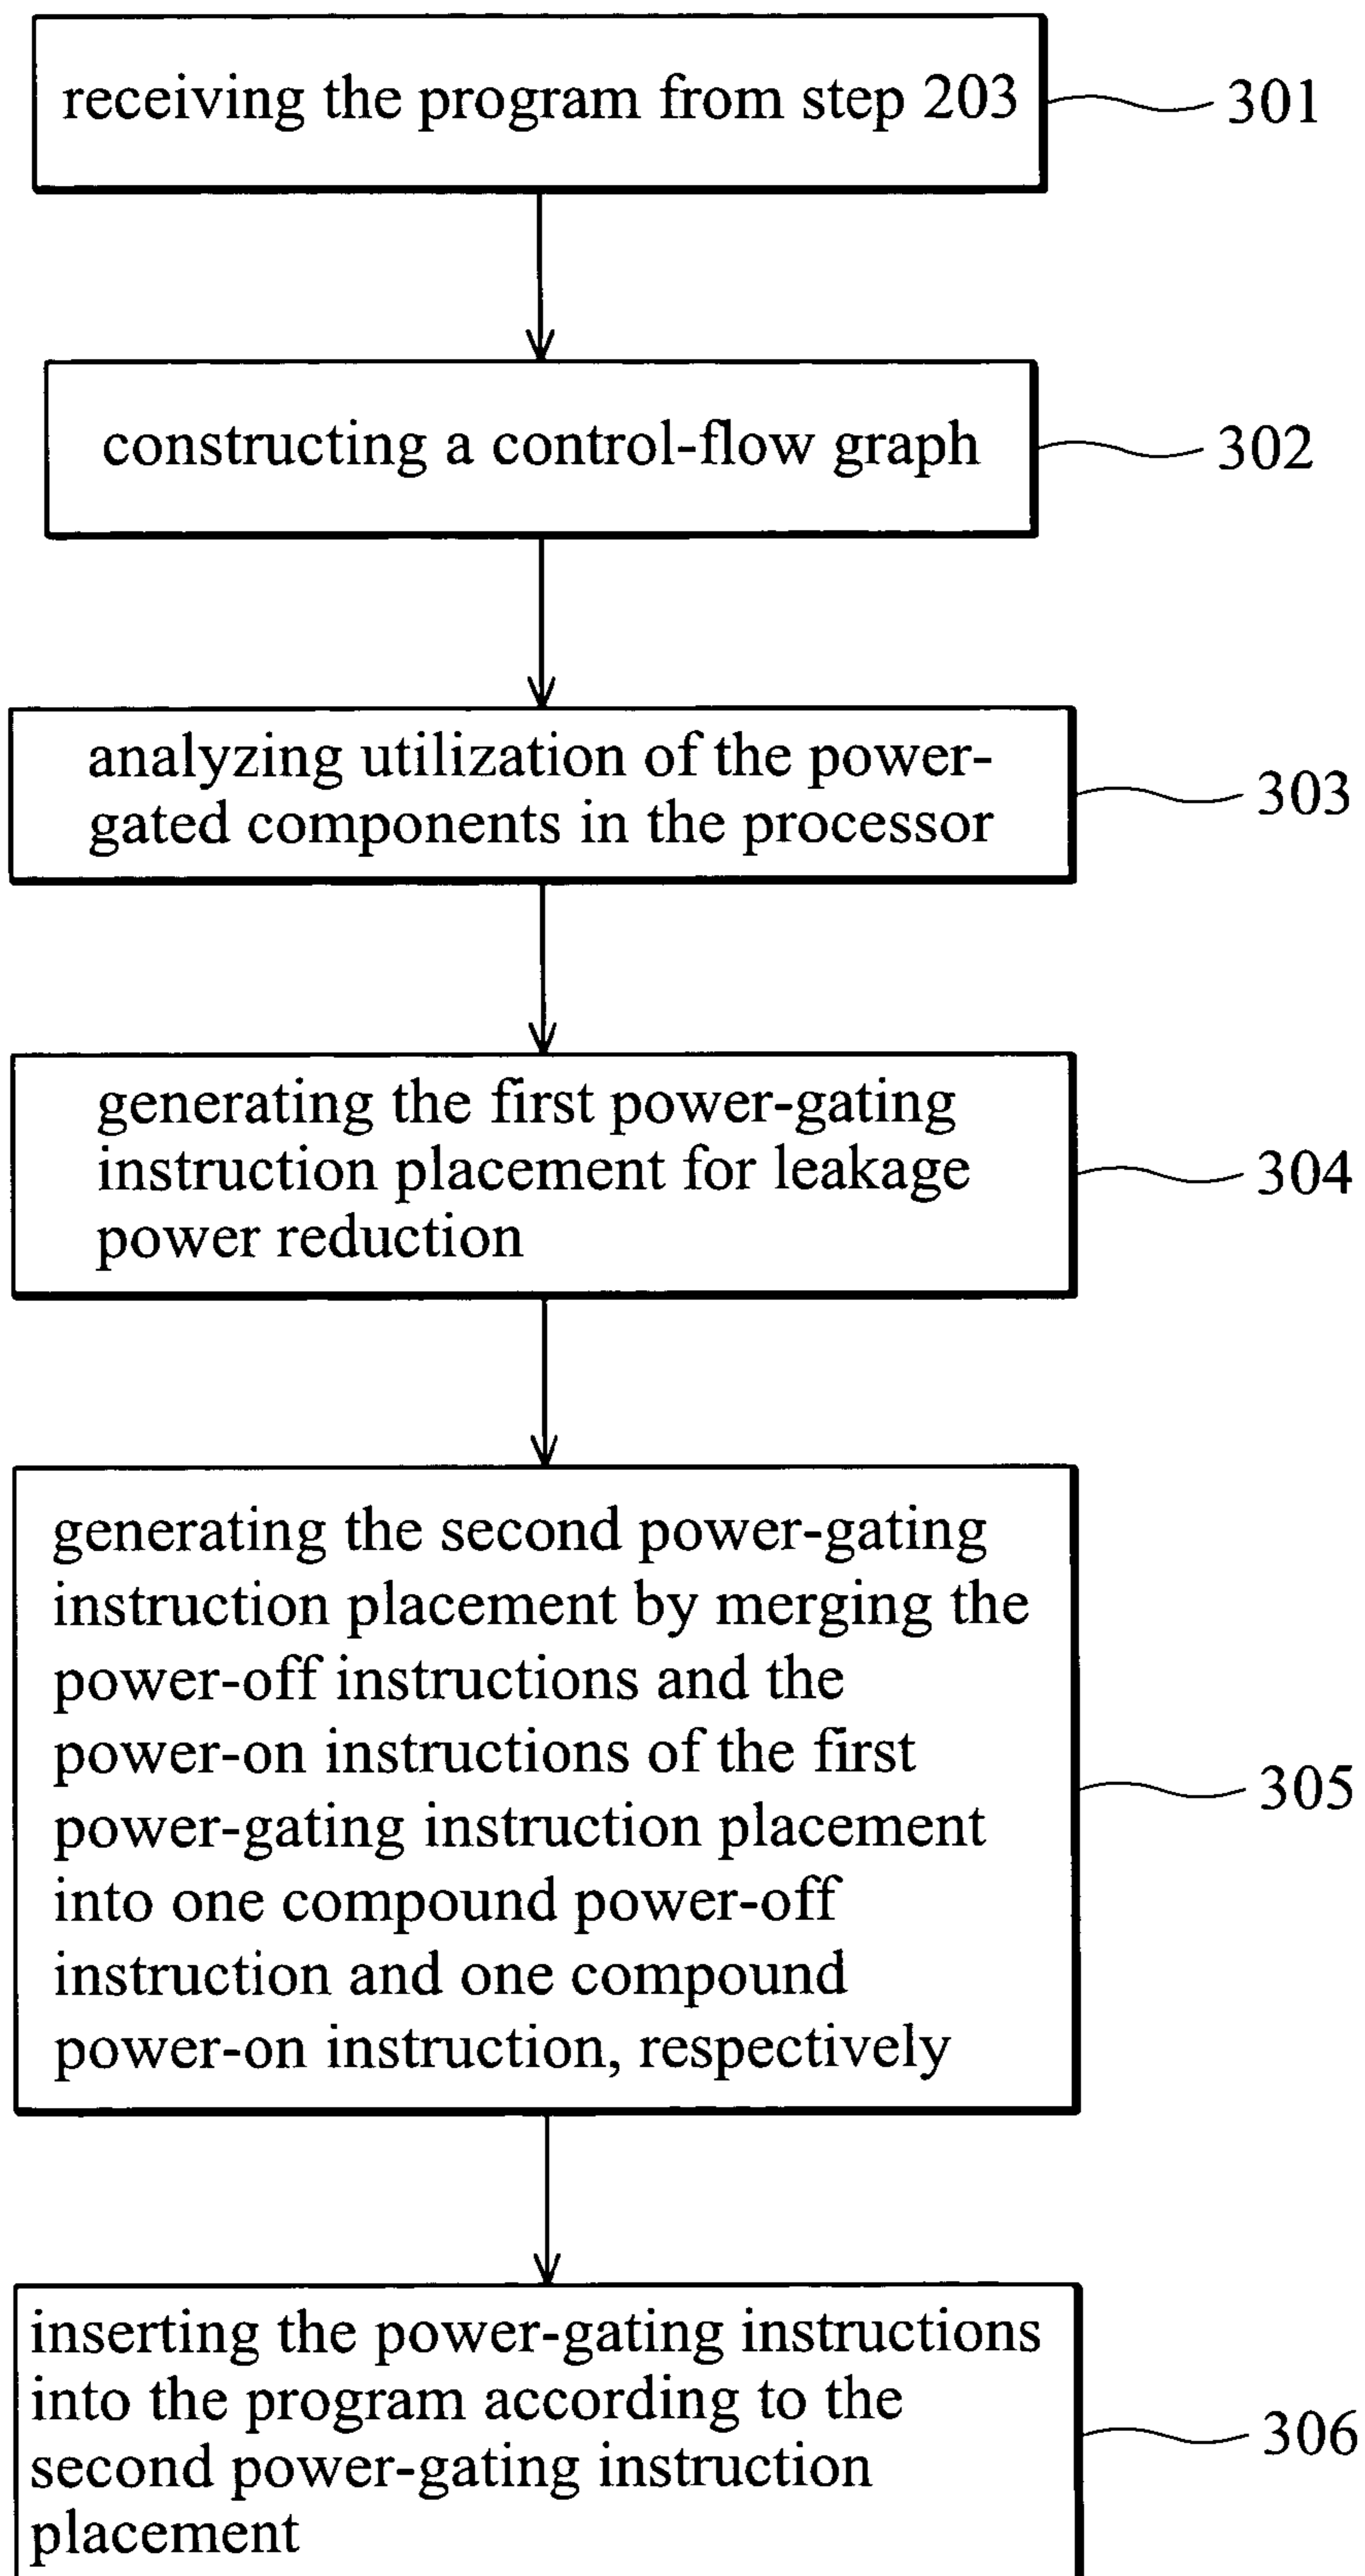 receiving the program from step 203
301
constructing a control-flow graph
302
analyzing utilization of the power-
gated components in the processor
303
generating the first power-gating
instruction placement for leakage
power reduction
304
generating the second power-gating
instruction placement by merging the
power-off instructions and the
power-on instructions of the first
power-gating instruction placement
into one compound power-off
instruction and one compound
power-on instruction, respectively
305
inserting the power-gating instructions
into the program according to the
second power-gating instruction
placement
306